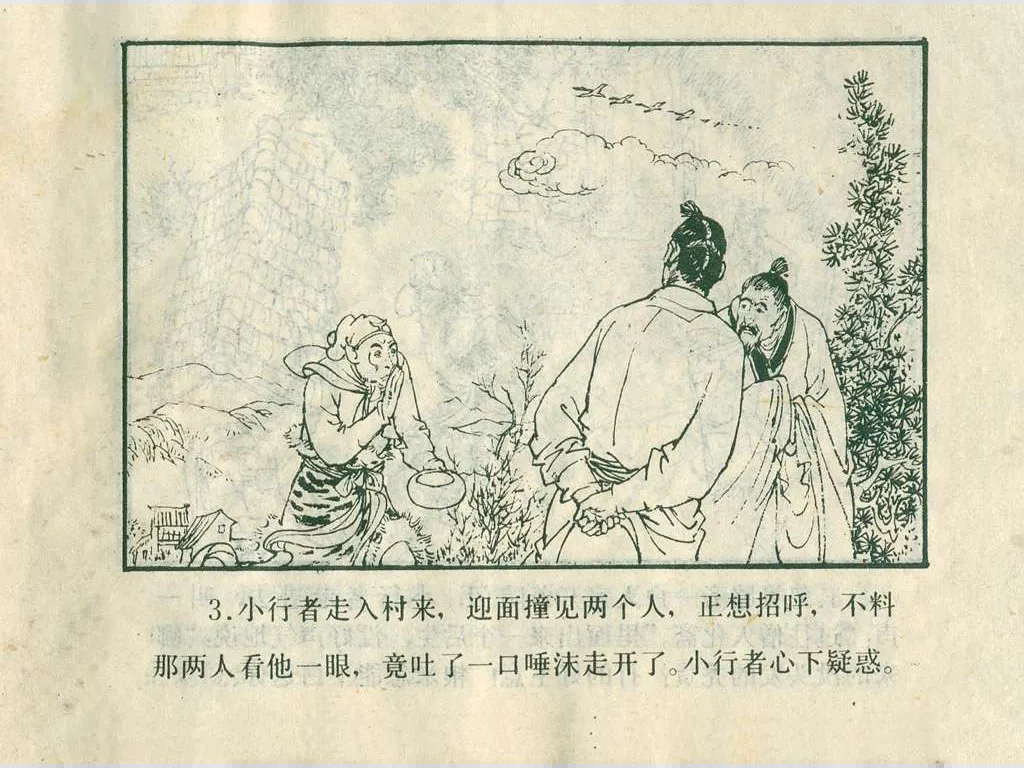 3.小行者走入村来，迎面撞见两个人，正想招呼，不料
那两人看他一眼，竟吐了一口唾沫走开了。小行者心下疑惑。